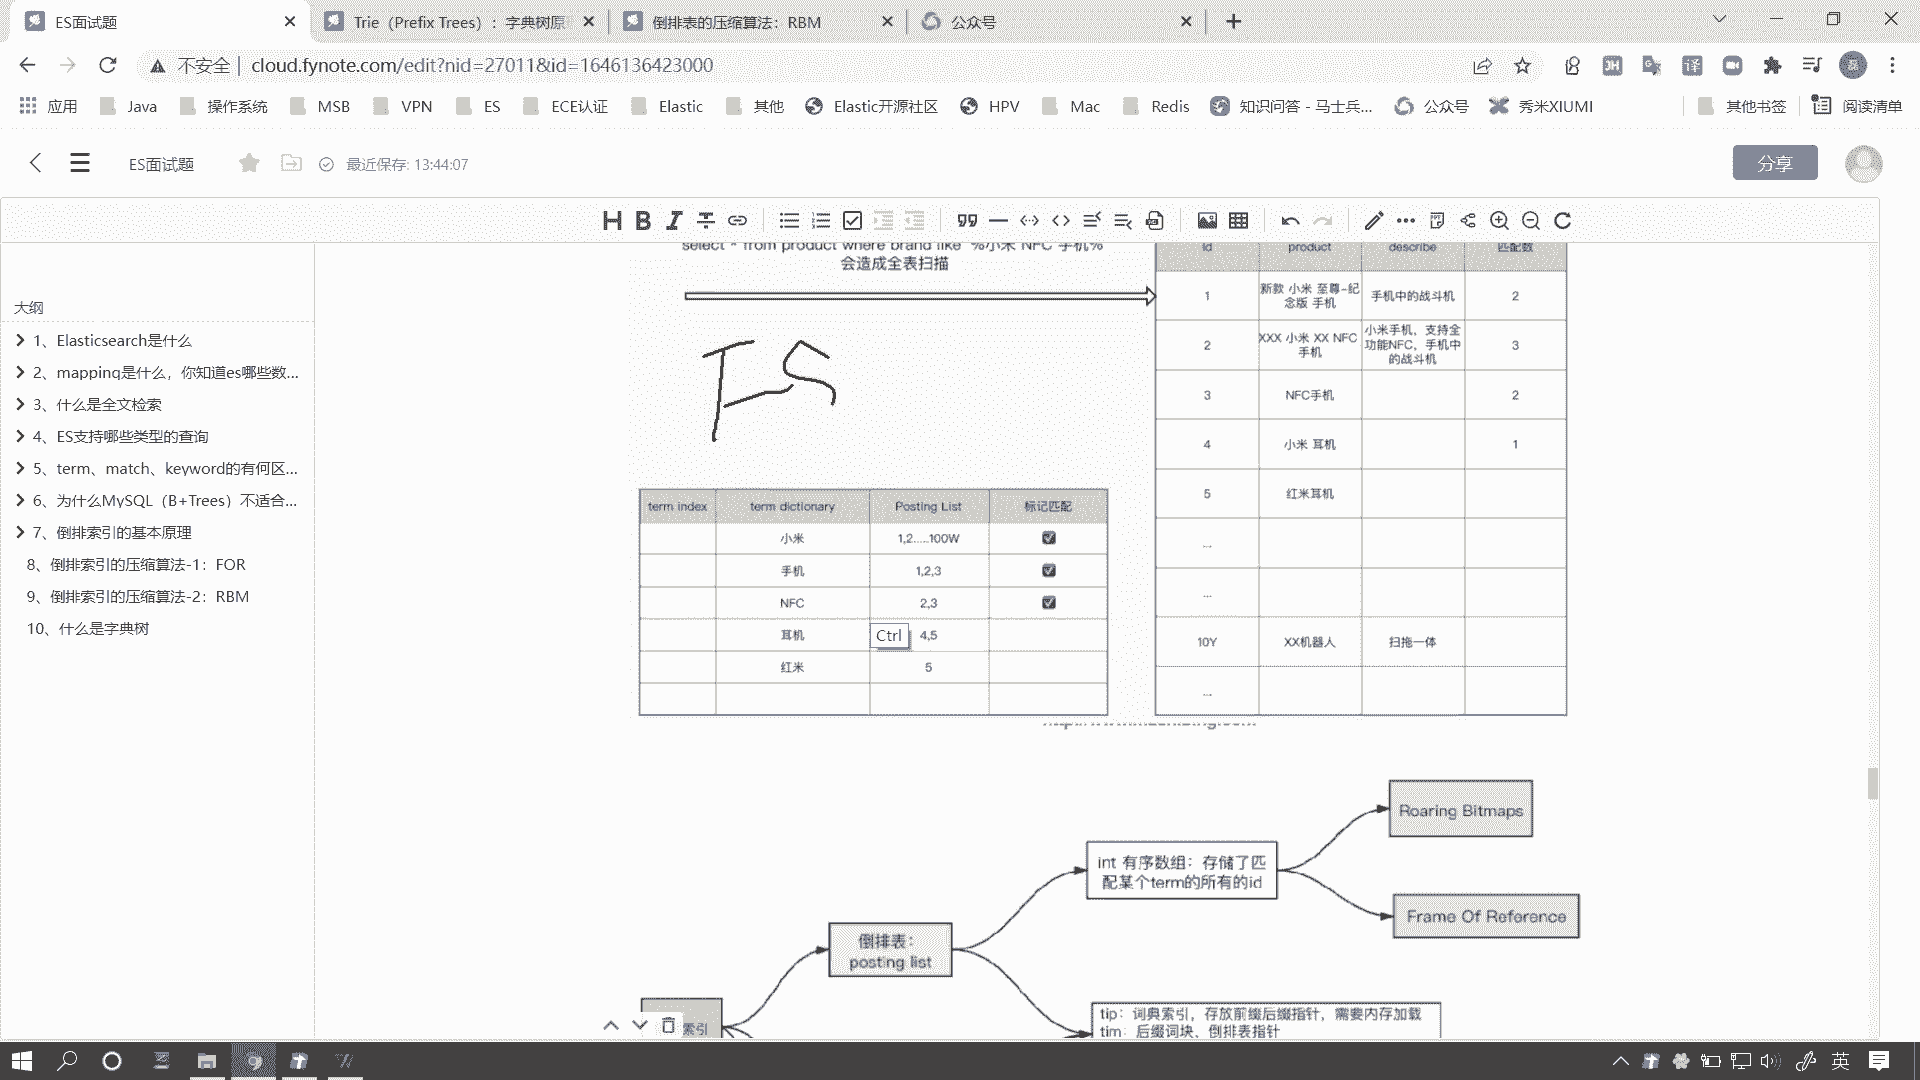 ES面试题
Trie（Prefix Trees）：字典树原
倒排表的压缩算法：RBM
公众号
不安全
cloud.fynote.com/edit?nid=27011&id=1646136423000
应用
Java
操作系统
MSB
VPN
ES
ECE认证
Elastic
其他
Elastic开源社区
HPV
Mac
Redis
知识问答 - 马士兵...
公众号
秀米XIUMI
其他书签
阅读清单
ES面试题
最近保存: 13:44:07
分享
大纲
1、Elasticsearch是什么
2、mapping是什么，你知道es哪些数...
3、什么是全文检索
4、ES支持哪些类型的查询
5、term、match、keyword的有何区...
6、为什么MySQL（B+Trees）不适合...
7、倒排索引的基本原理
8、倒排索引的压缩算法-1：FOR
9、倒排索引的压缩算法-2：RBM
10、什么是字典树
select * from product where brand like '%小米 NFC 手机%
会造成全表扫描
ES
id product describe 匹配数
1 新款 小米 至尊-纪念版 手机 手机中的战斗机 2
2 XXX 小米 XX NFC 手机 小米手机，支持全功能NFC，手机中的战斗机 3
3 NFC手机 2
4 小米 耳机 1
5 红米耳机
...
...
10Y XX机器人 扫拖一体
...
term index term dictionary Posting List 标记匹配
小米 1,2.....100W
手机 1,2,3
NFC 2,3
耳机 Ctrl 4,5
红米 5
Roaring Bitmaps
int 有序数组：存储了匹
配某个term的所有的id
Frame Of Reference
倒排表：
posting list
索引
tip：词典索引，存放前缀后缀指针，需要内存加载
tim：后缀词块、倒排表指针
英